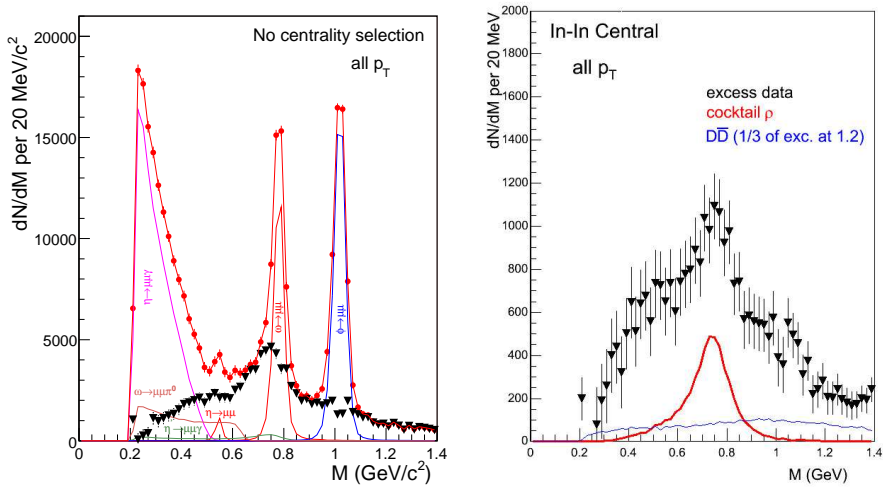 No centrality selection
all p_T
dN/dM per 20 MeV/c²
20000
15000
10000
5000
0
η→μμγ
ω→μμπ⁰
η→μμ
η →μμγ
ω→μμ
φ→μμ
0 0.2 0.4 0.6 0.8 1 1.2 1.4
M (GeV/c²)
In-In Central
all p_T
excess data
cocktail ρ
DD̅ (1/3 of exc. at 1.2)
dN/dM per 20 MeV
2000
1800
1600
1400
1200
1000
800
600
400
200
0
0 0.2 0.4 0.6 0.8 1 1.2 1.4
M (GeV)